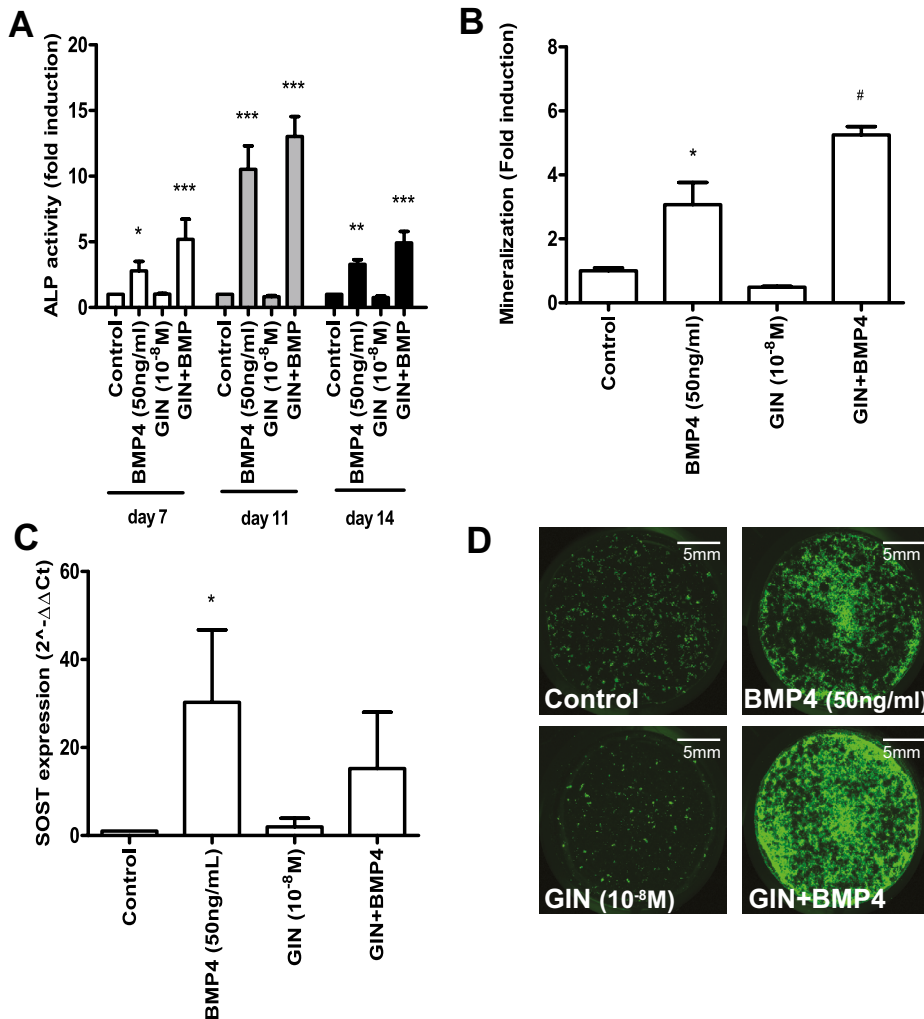 A
ALP activity (fold induction)
20
15
10
5
0
*
***
***
***
**
***
Control
BMP4 (50ng/ml)
GIN (10⁻⁸M)
GIN+BMP
Control
BMP4 (50ng/ml)
GIN (10⁻⁸M)
GIN+BMP
Control
BMP4 (50ng/ml)
GIN (10⁻⁸M)
GIN+BMP
day 7
day 11
day 14
B
Mineralization (Fold induction)
8
6
4
2
0
*
#
Control
BMP4 (50ng/ml)
GIN (10⁻⁸M)
GIN+BMP4
C
SOST expression (2^-ΔΔCt)
60
40
20
0
*
Control
BMP4 (50ng/mL)
GIN (10⁻⁸M)
GIN+BMP4
D
5mm
Control
5mm
BMP4 (50ng/ml)
5mm
GIN (10⁻⁸M)
5mm
GIN+BMP4